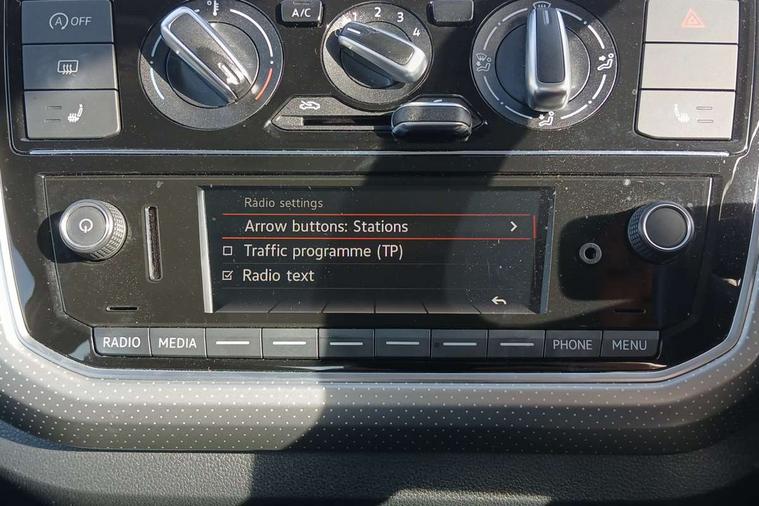 OFF
A/C
1 2 3 4
Radio settings
Arrow buttons: Stations
Traffic programme (TP)
Radio text
RADIO MEDIA PHONE MENU